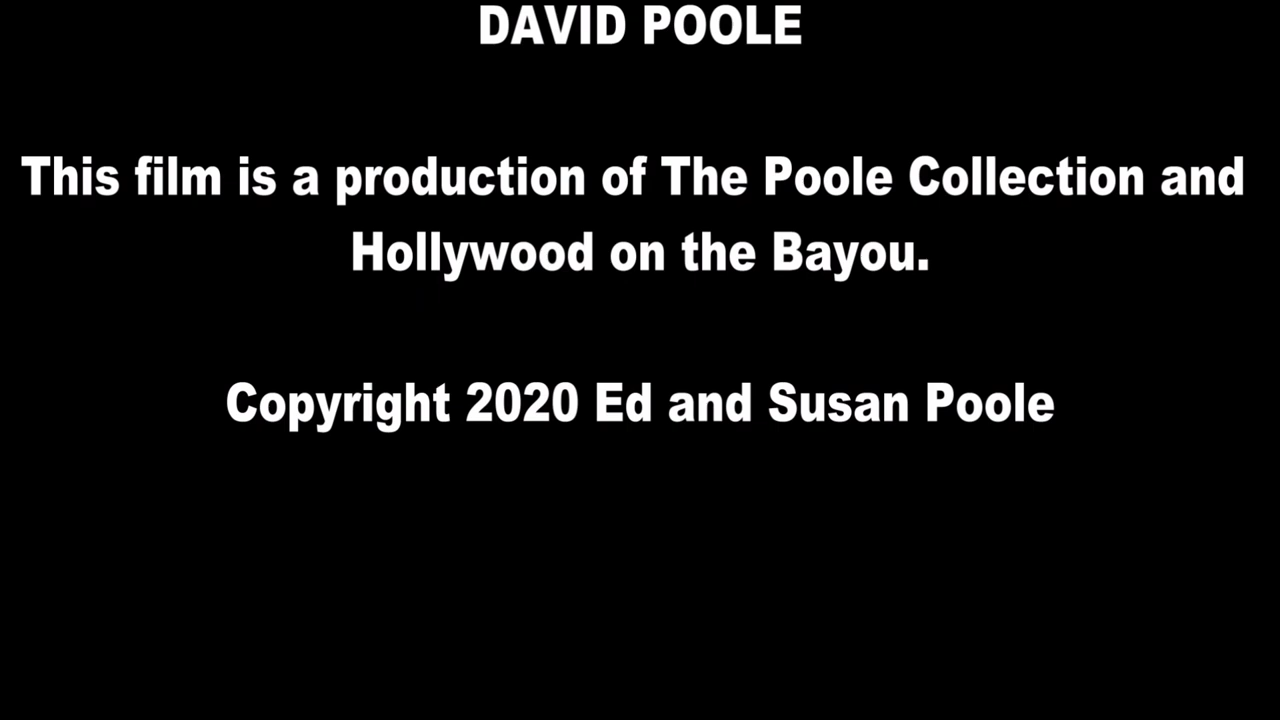 DAVID POOLE
This film is a production of The Poole Collection and
Hollywood on the Bayou.
Copyright 2020 Ed and Susan Poole